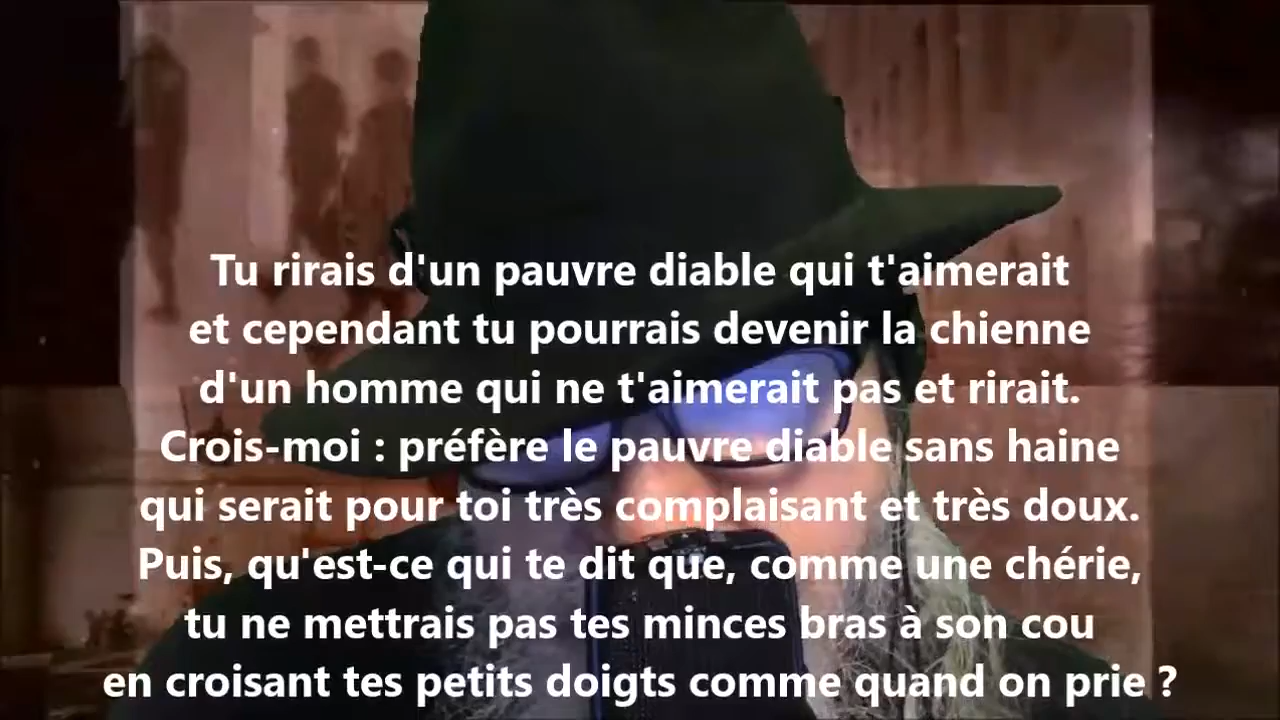 Tu rirais d'un pauvre diable qui t'aimerait
et cependant tu pourrais devenir la chienne
d'un homme qui ne t'aimerait pas et rirait.
Crois-moi : préfère le pauvre diable sans haine
qui serait pour toi très complaisant et très doux.
Puis, qu'est-ce qui te dit que, comme une chérie,
tu ne mettrais pas tes minces bras à son cou
en croisant tes petits doigts comme quand on prie ?